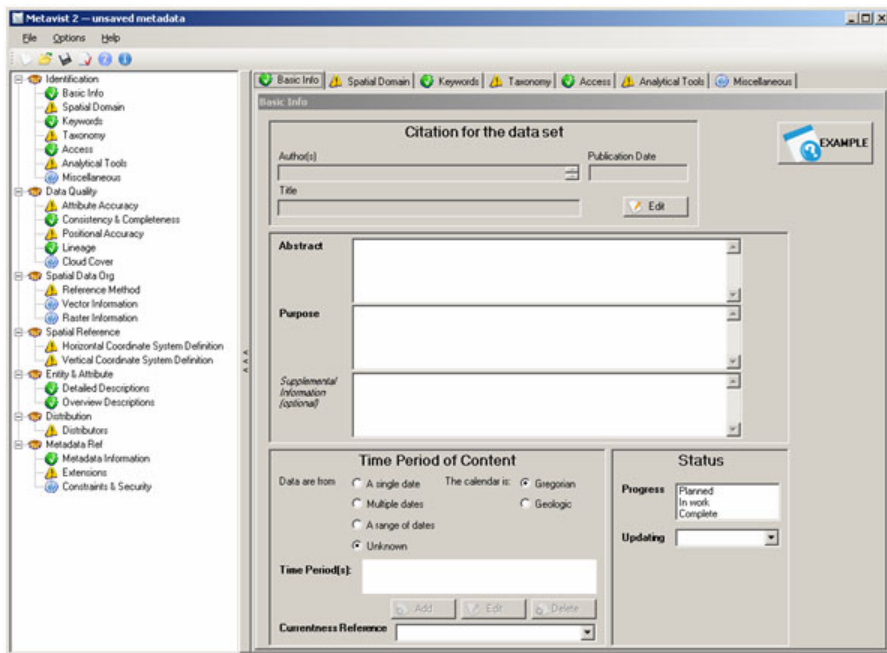 Metavist 2 — unsaved metadata
File Options Help
Identification
Basic Info
Spatial Domain
Keywords
Taxonomy
Access
Analytical Tools
Miscellaneous
Data Quality
Attribute Accuracy
Consistency & Completeness
Positional Accuracy
Lineage
Cloud Cover
Spatial Data Org
Reference Method
Vector Information
Raster Information
Spatial Reference
Horizontal Coordinate System Definition
Vertical Coordinate System Definition
Entity & Attribute
Detailed Descriptions
Overview Descriptions
Distribution
Distributors
Metadata Ref
Metadata Information
Extensions
Constraints & Security
Basic Info Spatial Domain Keywords Taxonomy Access Analytical Tools Miscellaneous
Basic Info
Citation for the data set
Author(s) Publication Date
Title
Edit
EXAMPLE
Abstract
Purpose
Supplemental
Information
(optional)
Time Period of Content
Data are from A single date The calendar is: Gregorian
Multiple dates Geologic
A range of dates
Unknown
Time Period(s):
Add Edit Delete
Currentness Reference
Status
Progress Planned
In work
Complete
Updating